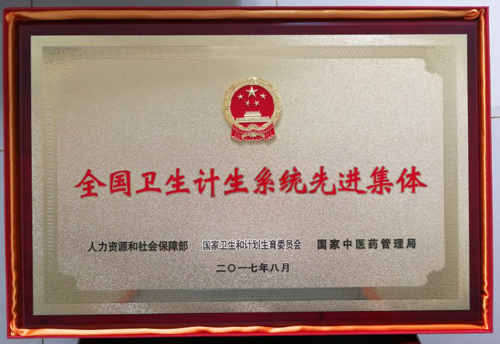 全国卫生计生系统先进集体
人力资源和社会保障部 国家卫生和计划生育委员会 国家中医药管理局
二〇一七年八月